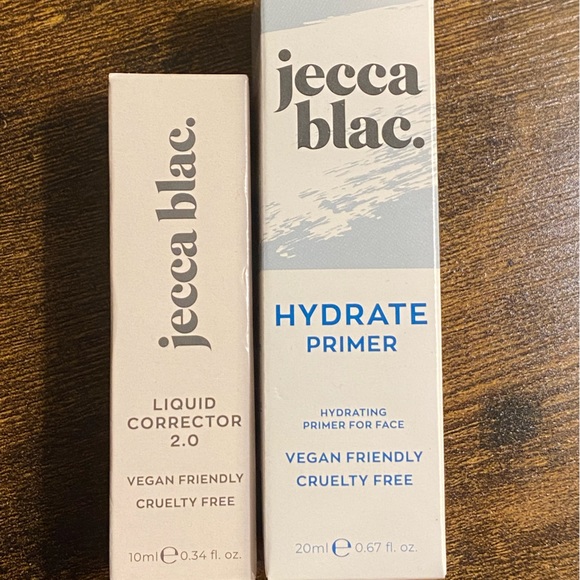 jecca blac.
LIQUID
CORRECTOR
2.0
VEGAN FRIENDLY
CRUELTY FREE
10ml ℮ 0.34 fl. oz.
jecca
blac.
HYDRATE
PRIMER
HYDRATING
PRIMER FOR FACE
VEGAN FRIENDLY
CRUELTY FREE
20ml ℮ 0.67 fl. oz.